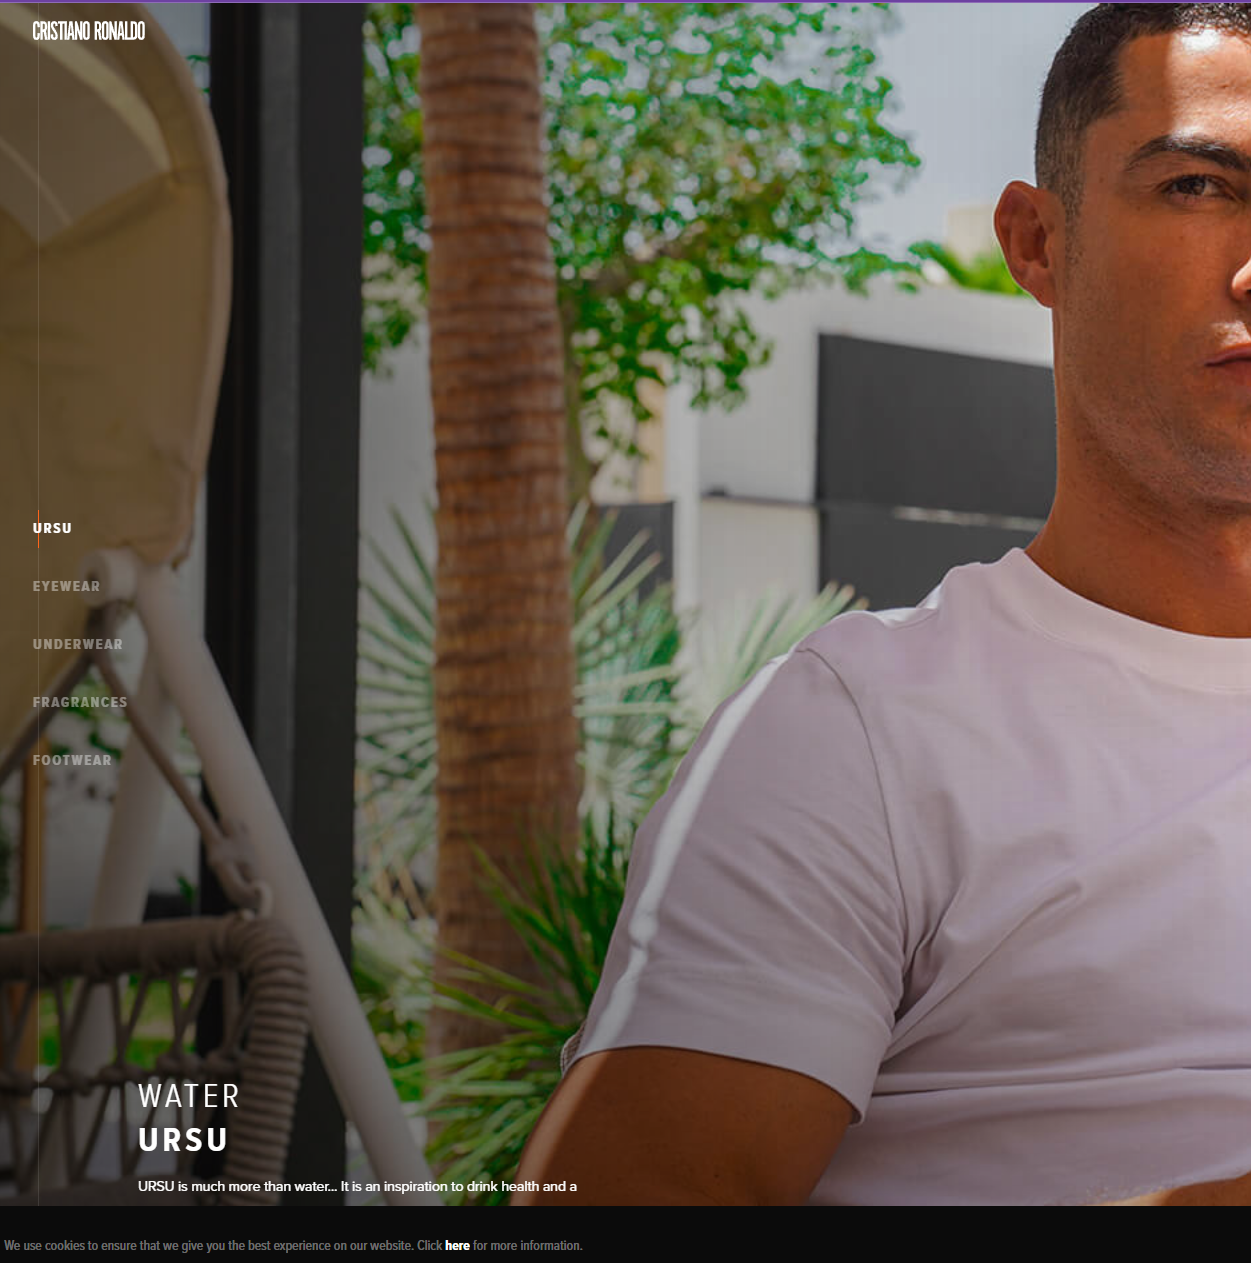 CRISTIANO RONALDO
URSU
EYEWEAR
UNDERWEAR
FRAGRANCES
FOOTWEAR
WATER
URSU
URSU is much more than water... It is an inspiration to drink health and a
We use cookies to ensure that we give you the best experience on our website. Click here for more information.